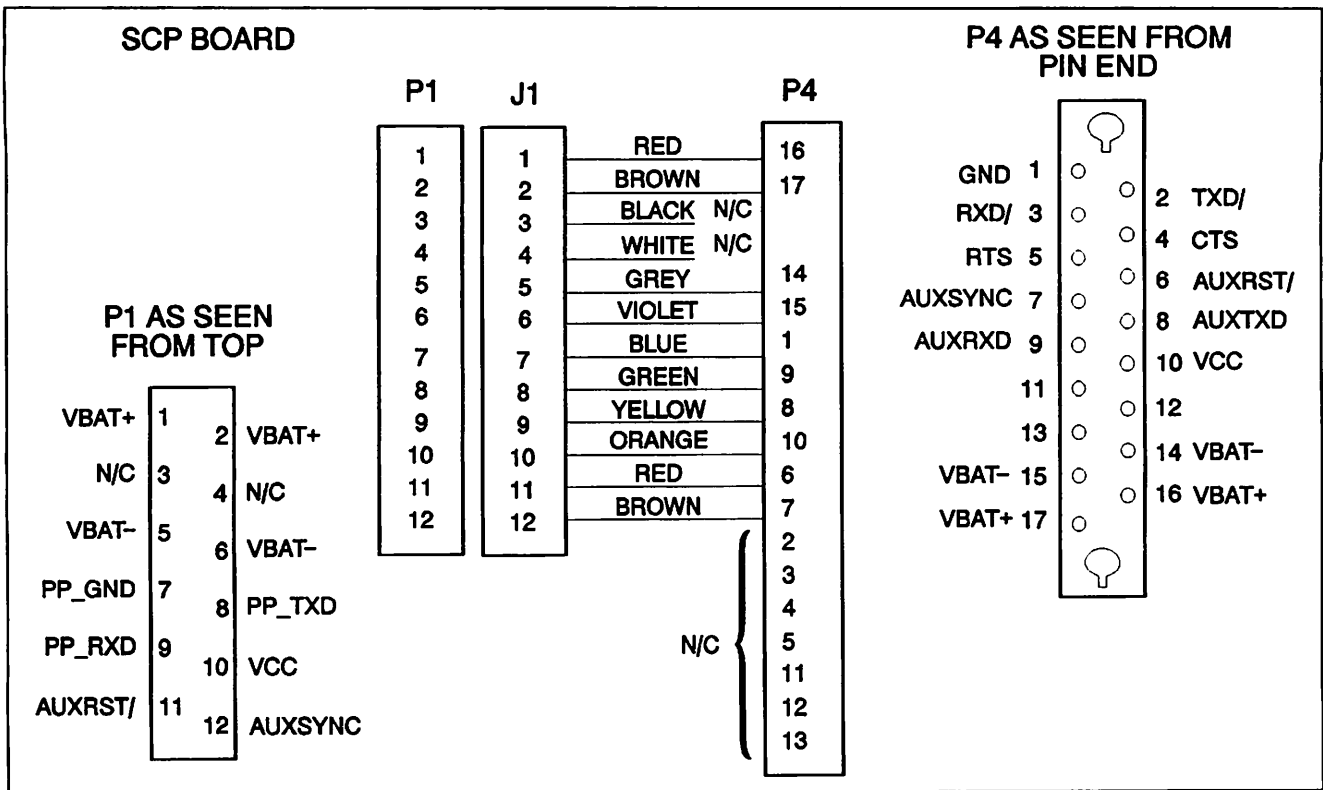 SCP BOARD
P1 AS SEEN
FROM TOP
VBAT+ 1
2 VBAT+
N/C 3
4 N/C
VBAT– 5
6 VBAT–
PP_GND 7
8 PP_TXD
PP_RXD 9
10 VCC
AUXRST/ 11
12 AUXSYNC
P1 J1 P4
1 1 RED 16
2 2 BROWN 17
3 3 BLACK N/C
4 4 WHITE N/C
5 5 GREY 14
6 6 VIOLET 15
7 7 BLUE 1
8 8 GREEN 9
9 9 YELLOW 8
10 10 ORANGE 10
11 11 RED 6
12 12 BROWN 7
N/C
2
3
4
5
11
12
13
P4 AS SEEN FROM
PIN END
GND 1
2 TXD/
RXD/ 3
4 CTS
RTS 5
6 AUXRST/
AUXSYNC 7
8 AUXTXD
AUXRXD 9
10 VCC
11
12
13
14 VBAT–
VBAT– 15
16 VBAT+
VBAT+ 17